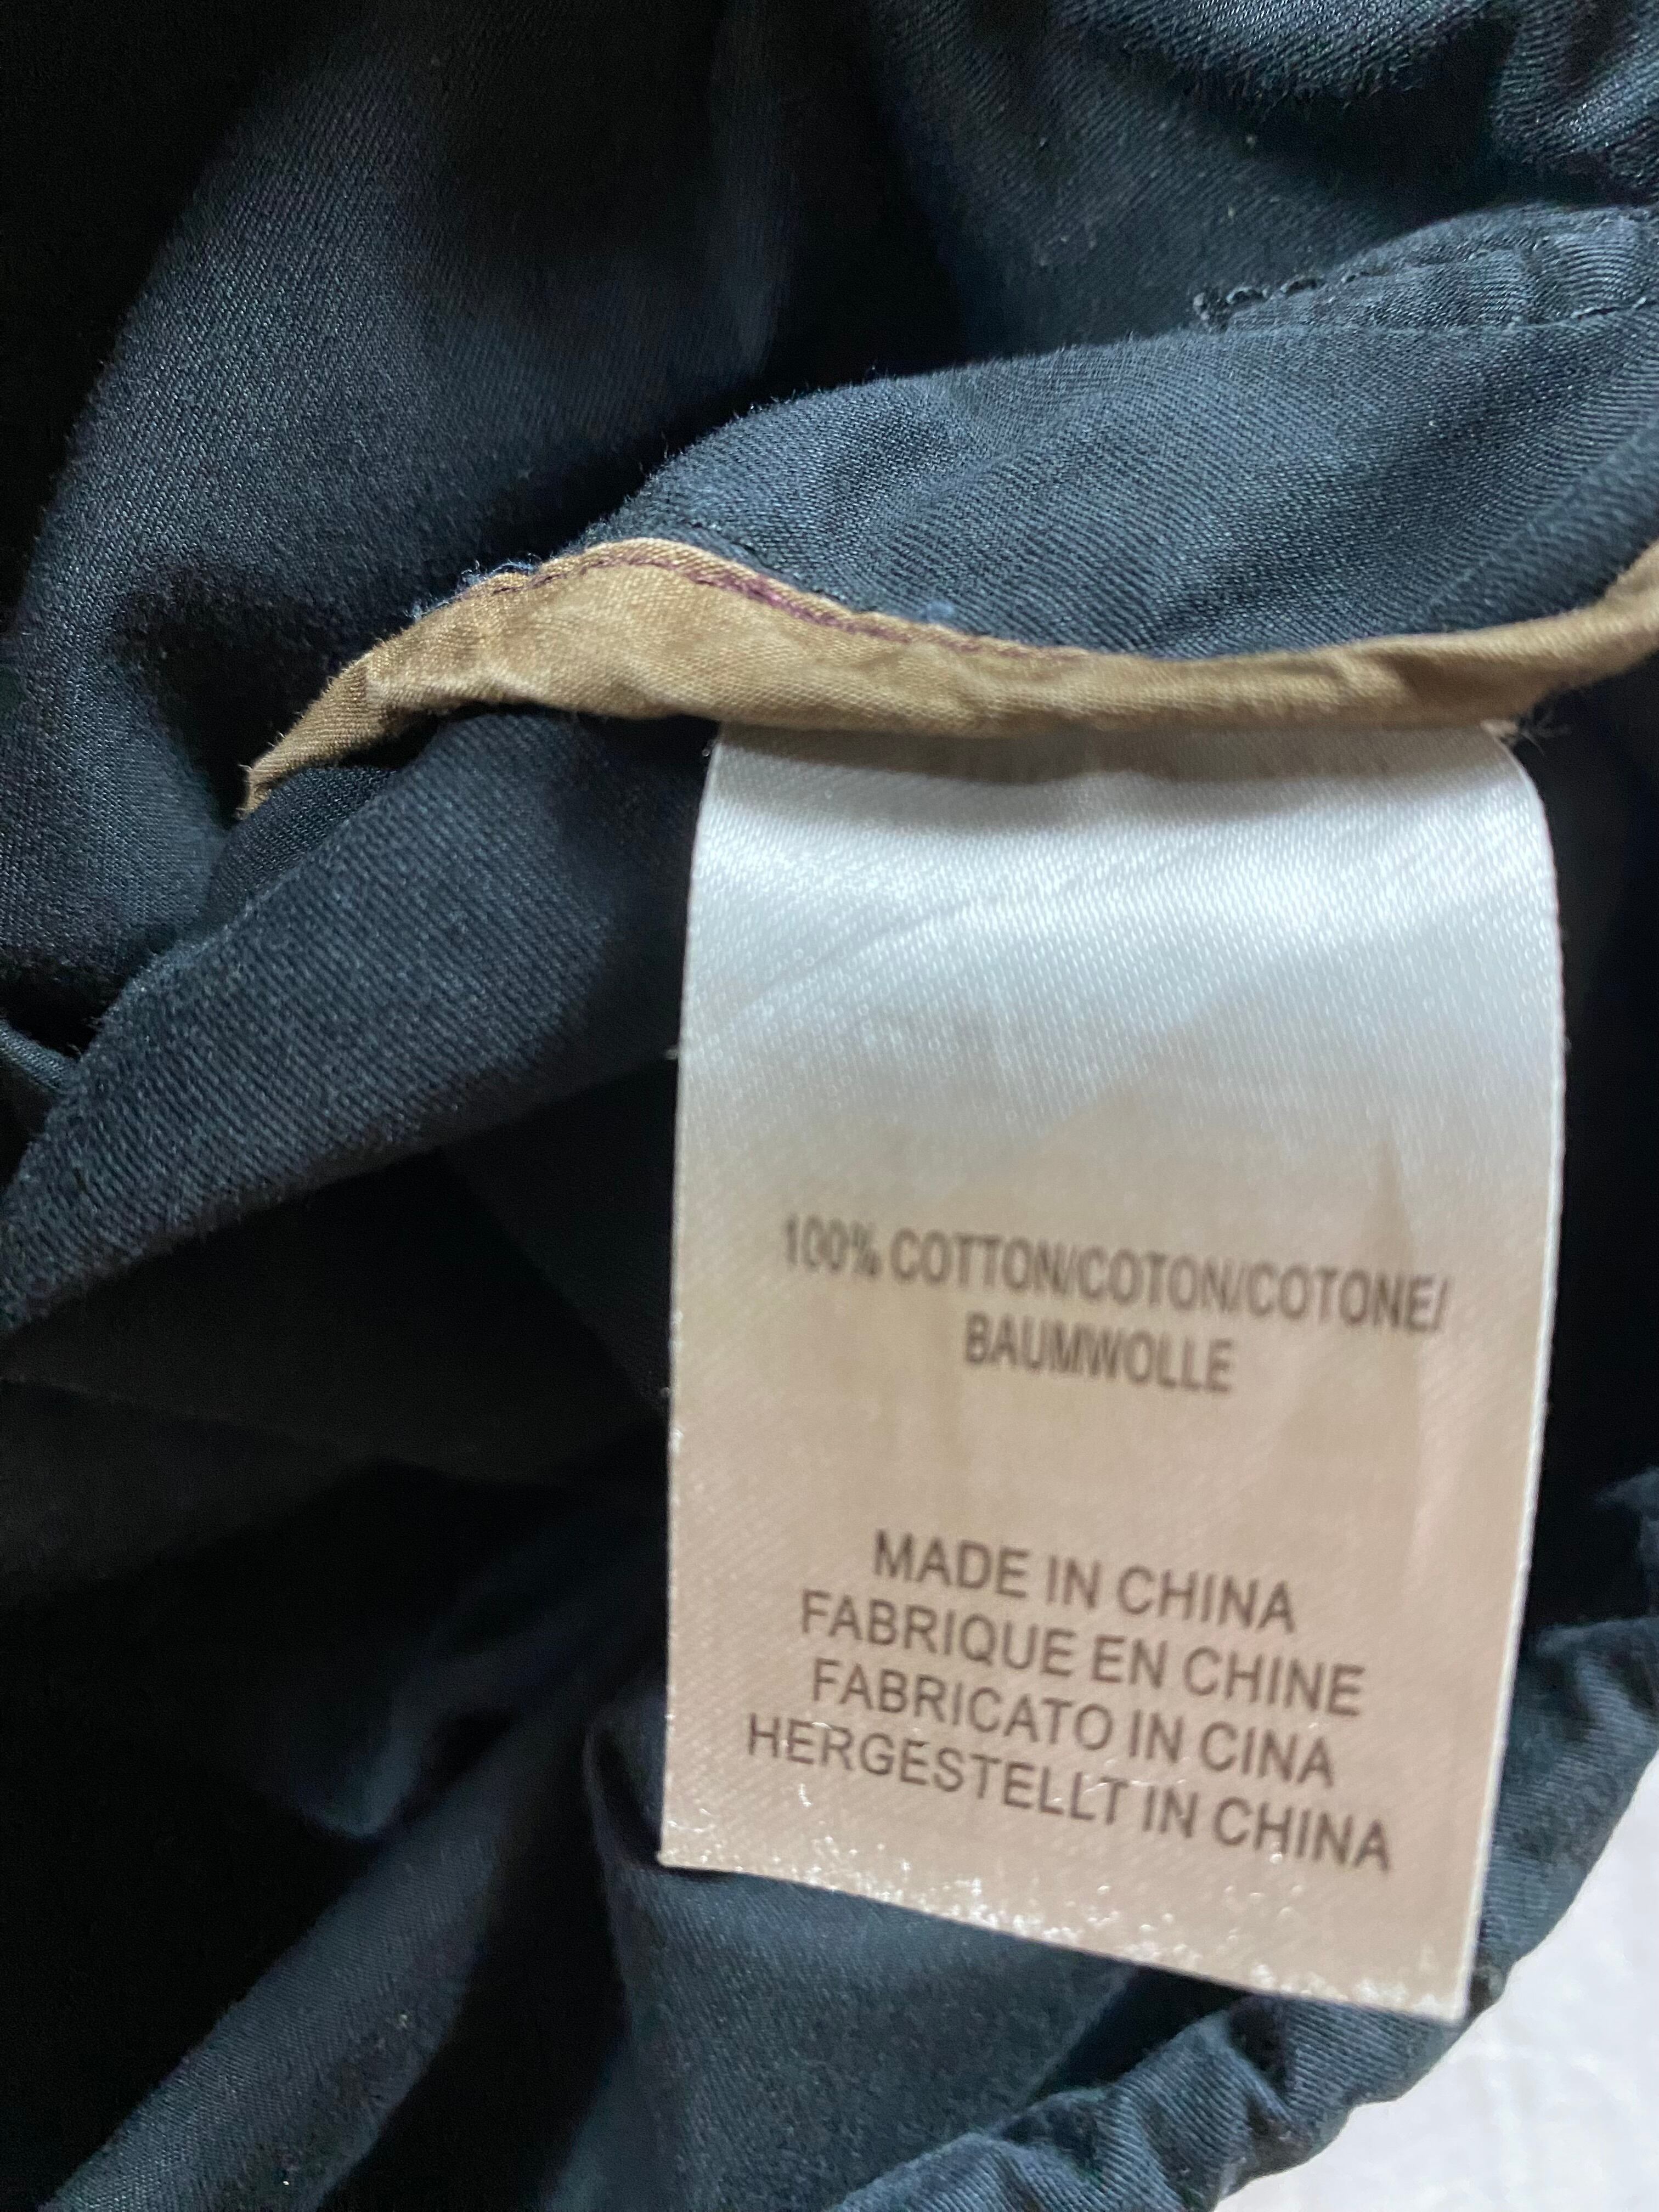 100% COTTON/COTON/COTONE/
BAUMWOLLE
MADE IN CHINA
FABRIQUE EN CHINE
FABRICATO IN CINA
HERGESTELLT IN CHINA